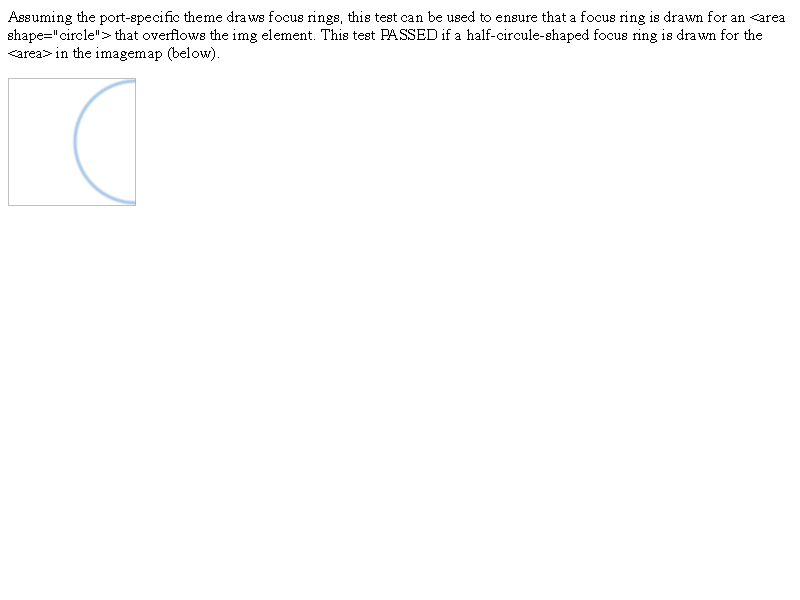 Assuming the port-specific theme draws focus rings, this test can be used to ensure that a focus ring is drawn for an <area
shape="circle"> that overflows the img element. This test PASSED if a half-circule-shaped focus ring is drawn for the
<area> in the imagemap (below).